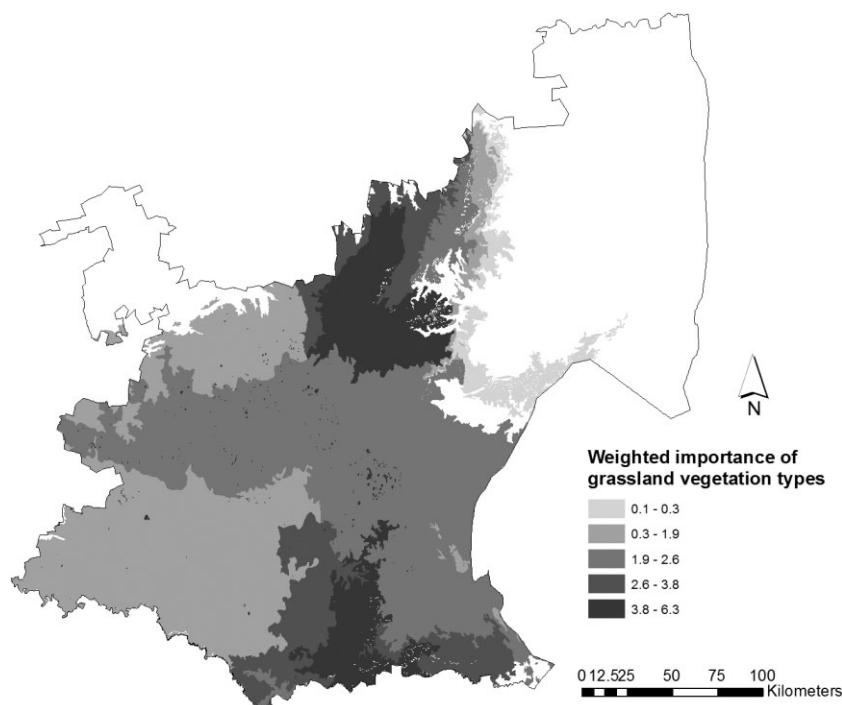 N
Weighted importance of
grassland vegetation types
0.1 - 0.3
0.3 - 1.9
1.9 - 2.6
2.6 - 3.8
3.8 - 6.3
0 12.525 50 75 100
Kilometers